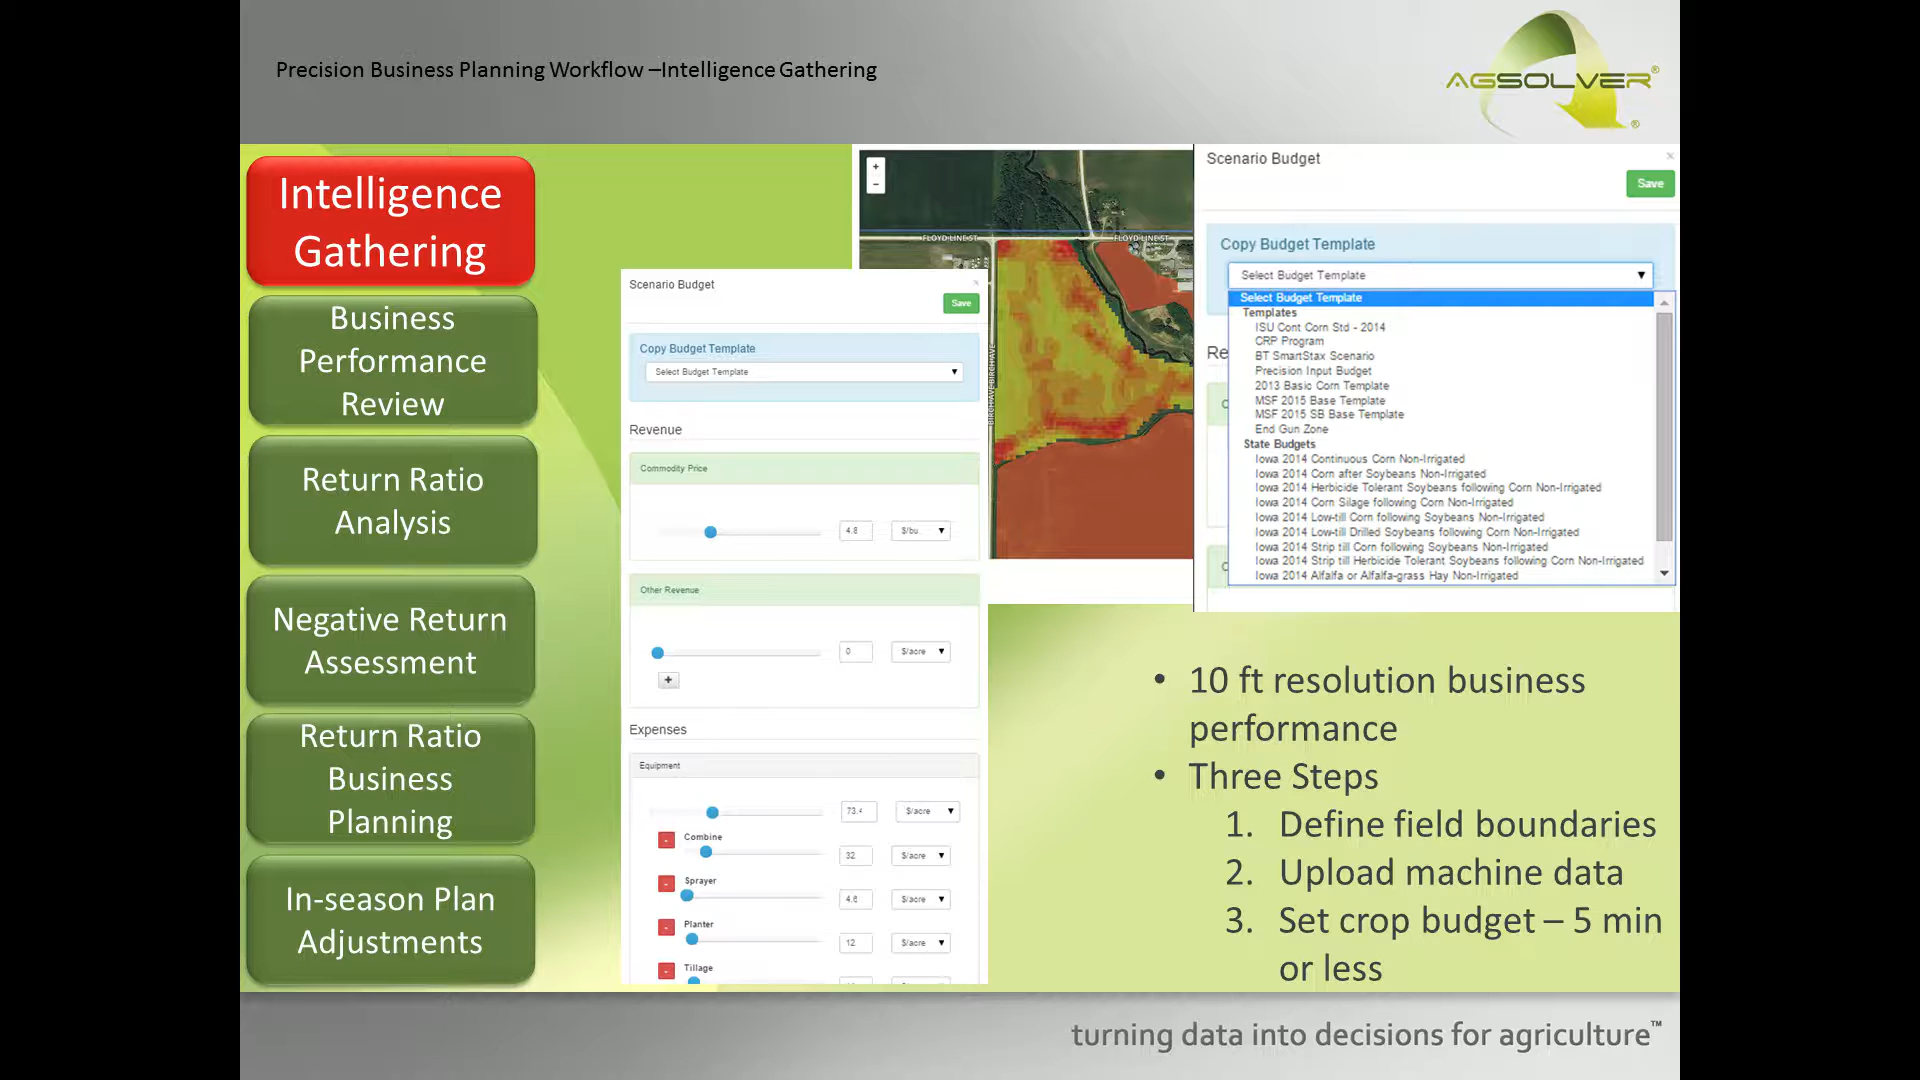 Precision Business Planning Workflow –Intelligence Gathering
AGSOLVER®
®
Intelligence
Gathering
Business
Performance
Review
Return Ratio
Analysis
Negative Return
Assessment
Return Ratio
Business
Planning
In-season Plan
Adjustments
+
-
FLOYD LINE ST
FLOYD LINE ST
Scenario Budget
×
Save
Copy Budget Template
Select Budget Template
Revenue
Commodity Price
4.8
$/bu
Other Revenue
0
$/acre
+
Expenses
Equipment
73.4
$/acre
- Combine
32
$/acre
- Sprayer
4.6
$/acre
- Planter
12
$/acre
- Tillage
Scenario Budget
×
Save
Copy Budget Template
Select Budget Template
Select Budget Template
Templates
ISU Cont Corn Std - 2014
CRP Program
BT SmartStax Scenario
Precision Input Budget
2013 Basic Corn Template
MSF 2015 Base Template
MSF 2015 SB Base Template
End Gun Zone
State Budgets
Iowa 2014 Continuous Corn Non-Irrigated
Iowa 2014 Corn after Soybeans Non-Irrigated
Iowa 2014 Herbicide Tolerant Soybeans following Corn Non-Irrigated
Iowa 2014 Corn Silage following Corn Non-Irrigated
Iowa 2014 Low-till Corn following Soybeans Non-Irrigated
Iowa 2014 Low-till Drilled Soybeans following Corn Non-Irrigated
Iowa 2014 Strip till Corn following Soybeans Non-Irrigated
Iowa 2014 Strip till Herbicide Tolerant Soybeans following Corn Non-Irrigated
Iowa 2014 Alfalfa or Alfalfa-grass Hay Non-Irrigated
Re
C
C
• 10 ft resolution business
performance
• Three Steps
1. Define field boundaries
2. Upload machine data
3. Set crop budget – 5 min
or less
turning data into decisions for agriculture™